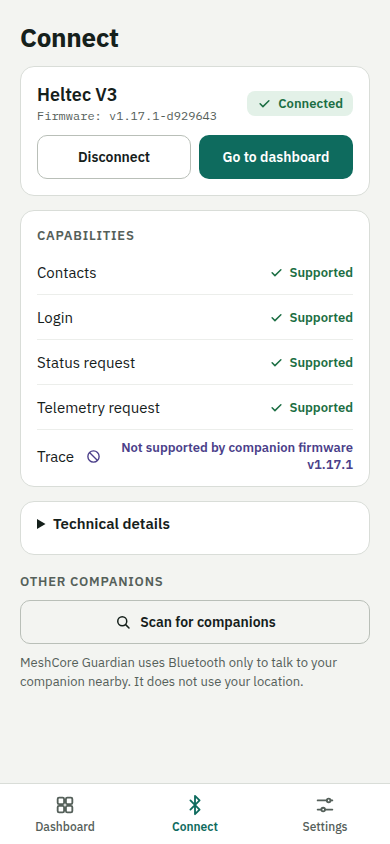 Connect
Heltec V3
Firmware: v1.17.1-d929643
Connected
Disconnect
Go to dashboard
CAPABILITIES
Contacts
Supported
Login
Supported
Status request
Supported
Telemetry request
Supported
Trace
Not supported by companion firmware
v1.17.1
Technical details
OTHER COMPANIONS
Scan for companions
MeshCore Guardian uses Bluetooth only to talk to your
companion nearby. It does not use your location.
Dashboard
Connect
Settings